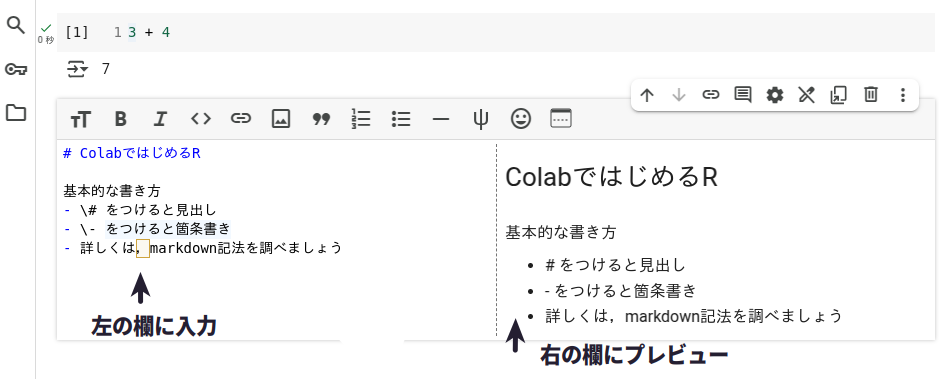 [1] 1 3 + 4
0 秒
7
# ColabではじめるR
基本的な書き方
- \# をつけると見出し
- \- をつけると箇条書き
- 詳しくは，markdown記法を調べましょう
左の欄に入力
ColabではじめるR
基本的な書き方
• # をつけると見出し
• - をつけると箇条書き
• 詳しくは，markdown記法を調べましょう
右の欄にプレビュー